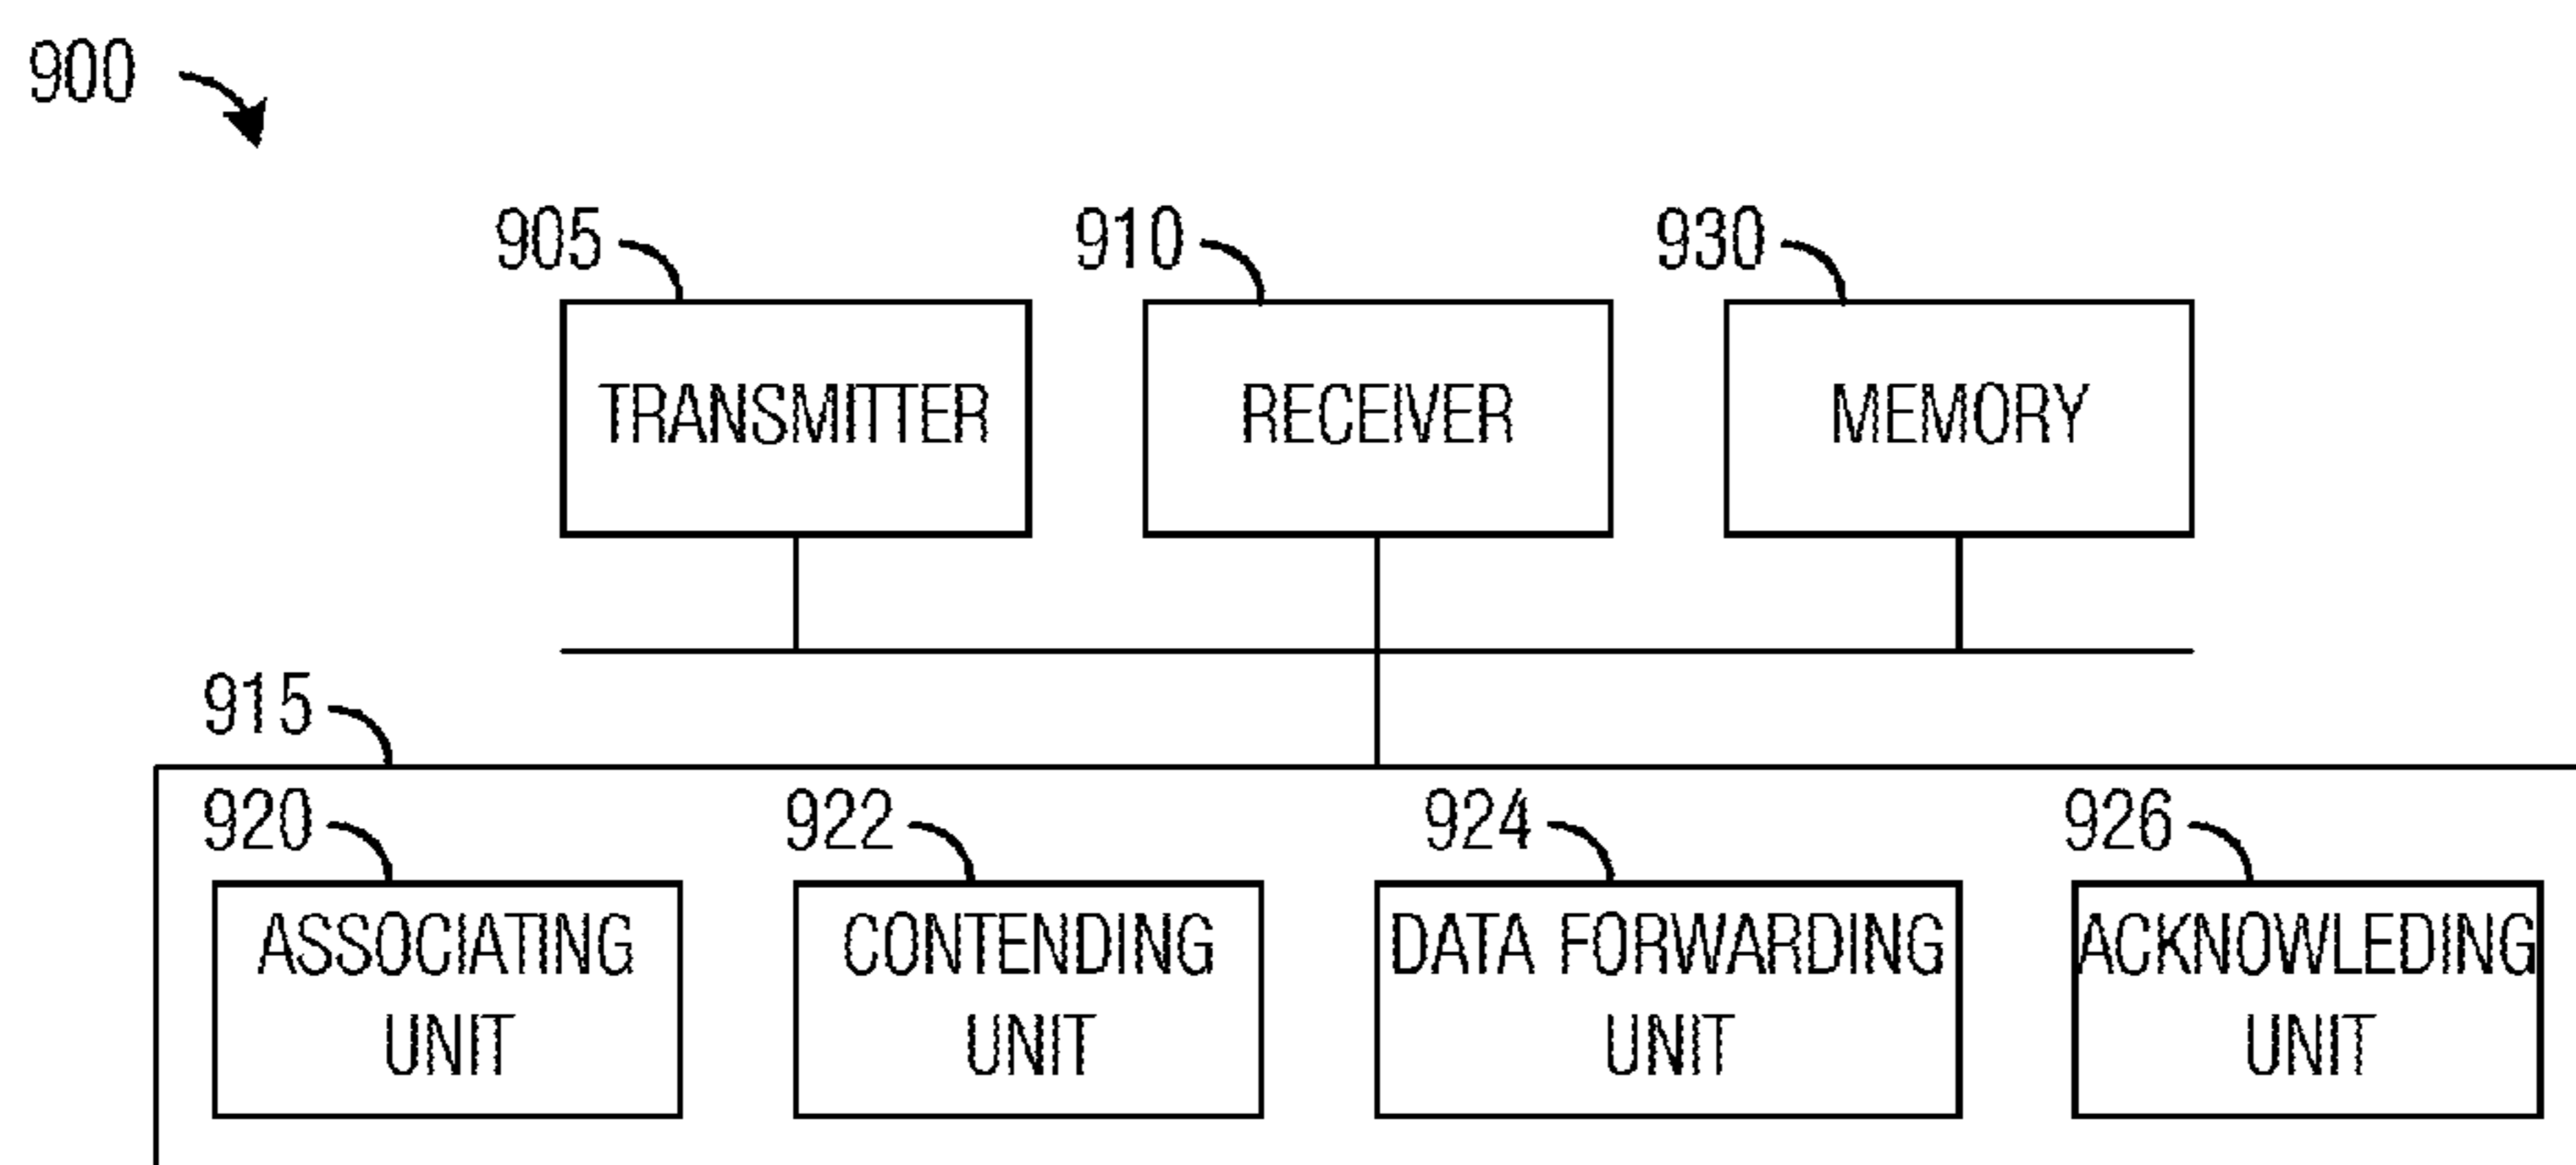 900
905
910
930
TRANSMITTER
RECEIVER
MEMORY
915
920
922
924
926
ASSOCIATING
UNIT
CONTENDING
UNIT
DATA FORWARDING
UNIT
ACKNOWLEDING
UNIT